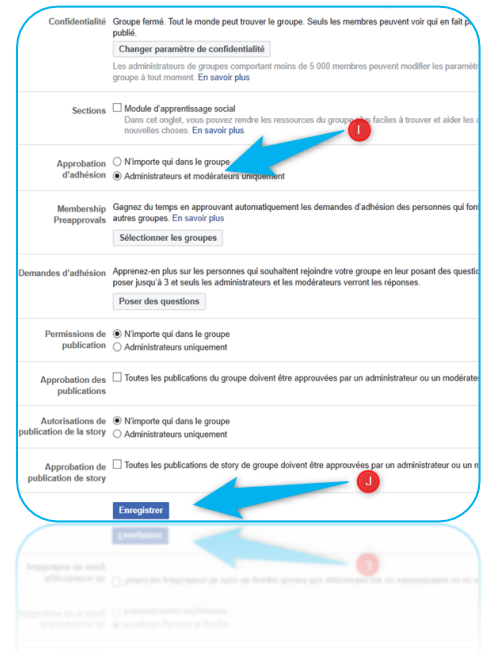 Confidentialité
Groupe fermé. Tout le monde peut trouver le groupe. Seuls les membres peuvent voir qui en fait
publié.
Changer paramètre de confidentialité
Les administrateurs de groupes comportant moins de 5 000 membres peuvent modifier les
groupe à tout moment. En savoir plus
Sections
Module d'apprentissage social
Dans cet onglet, vous pouvez rendre les ressources du groupe plus faciles à trouver et aider les
nouvelles choses. En savoir plus
I
Approbation
d'adhésion
N'importe qui dans le groupe
Administrateurs et modérateurs uniquement
Membership
Preapprovals
Gagnez du temps en approuvant automatiquement les demandes d'adhésion des personnes qui font
autres groupes. En savoir plus
Sélectionner les groupes
Demandes d'adhésion
Apprenez-en plus sur les personnes qui souhaitent rejoindre votre groupe en leur posant des
poser jusqu'à 3 et seuls les administrateurs et les modérateurs verront les réponses.
Poser des questions
Permissions de
publication
N'importe qui dans le groupe
Administrateurs uniquement
Approbation des
publications
Toutes les publications du groupe doivent être approuvées par un administrateur ou un
Autorisations de
publication de la story
N'importe qui dans le groupe
Administrateurs uniquement
Approbation de
publication de story
Toutes les publications de story de groupe doivent être approuvées par un administrateur ou un
J
Enregistrer